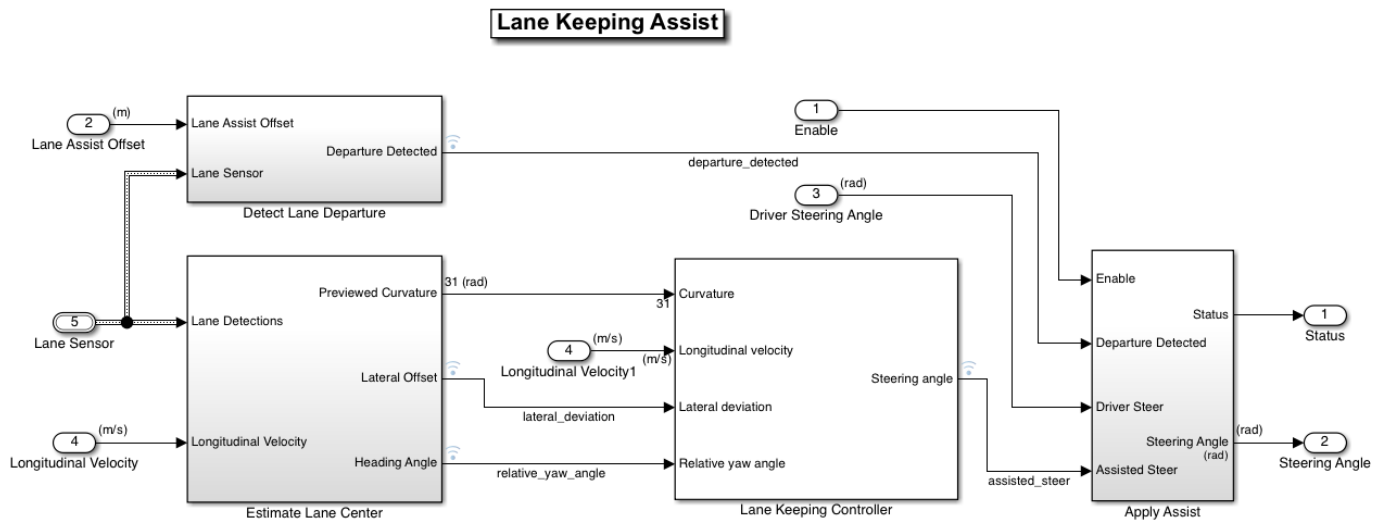 Lane Keeping Assist
2
(m)
Lane Assist Offset
Lane Assist Offset
Lane Sensor
Departure Detected
Detect Lane Departure
departure_detected
1
Enable
3
(rad)
Driver Steering Angle
5
Lane Sensor
4
(m/s)
Longitudinal Velocity
Lane Detections
Longitudinal Velocity
Previewed Curvature
Lateral Offset
Heading Angle
Estimate Lane Center
31 (rad)
31
4
(m/s)
(m/s)
Longitudinal Velocity1
lateral_deviation
relative_yaw_angle
Curvature
Longitudinal velocity
Lateral deviation
Relative yaw angle
Steering angle
Lane Keeping Controller
assisted_steer
Enable
Departure Detected
Driver Steer
Assisted Steer
Status
Steering Angle
(rad)
Apply Assist
1
Status
(rad)
2
Steering Angle